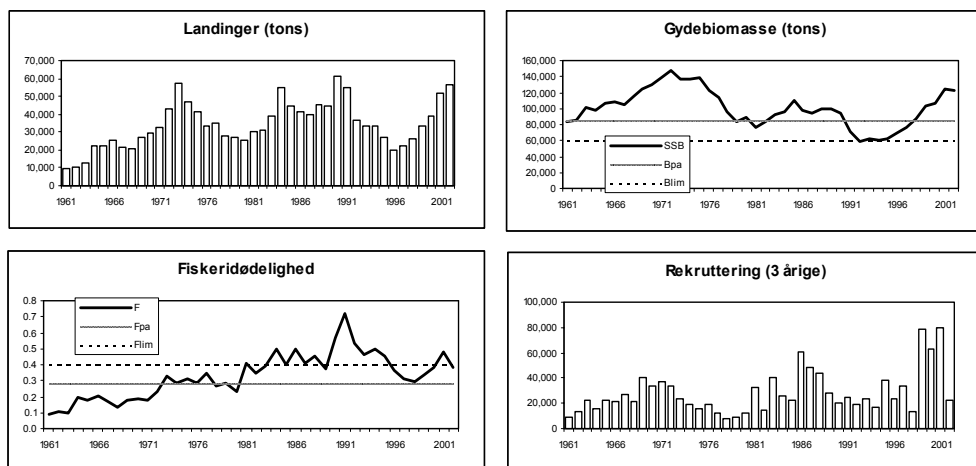 Landinger (tons)
70,000
60,000
50,000
40,000
30,000
20,000
10,000
0
1961 1966 1971 1976 1981 1986 1991 1996 2001
Gydebiomasse (tons)
160,000
140,000
120,000
100,000
80,000
60,000
40,000
20,000
0
SSB
Bpa
Blim
1961 1966 1971 1976 1981 1986 1991 1996 2001
Fiskeridødelighed
0.8
0.7
0.6
0.5
0.4
0.3
0.2
0.1
0.0
F
Fpa
Flim
1961 1966 1971 1976 1981 1986 1991 1996 2001
Rekruttering (3 årige)
100,000
80,000
60,000
40,000
20,000
0
1961 1966 1971 1976 1981 1986 1991 1996 2001